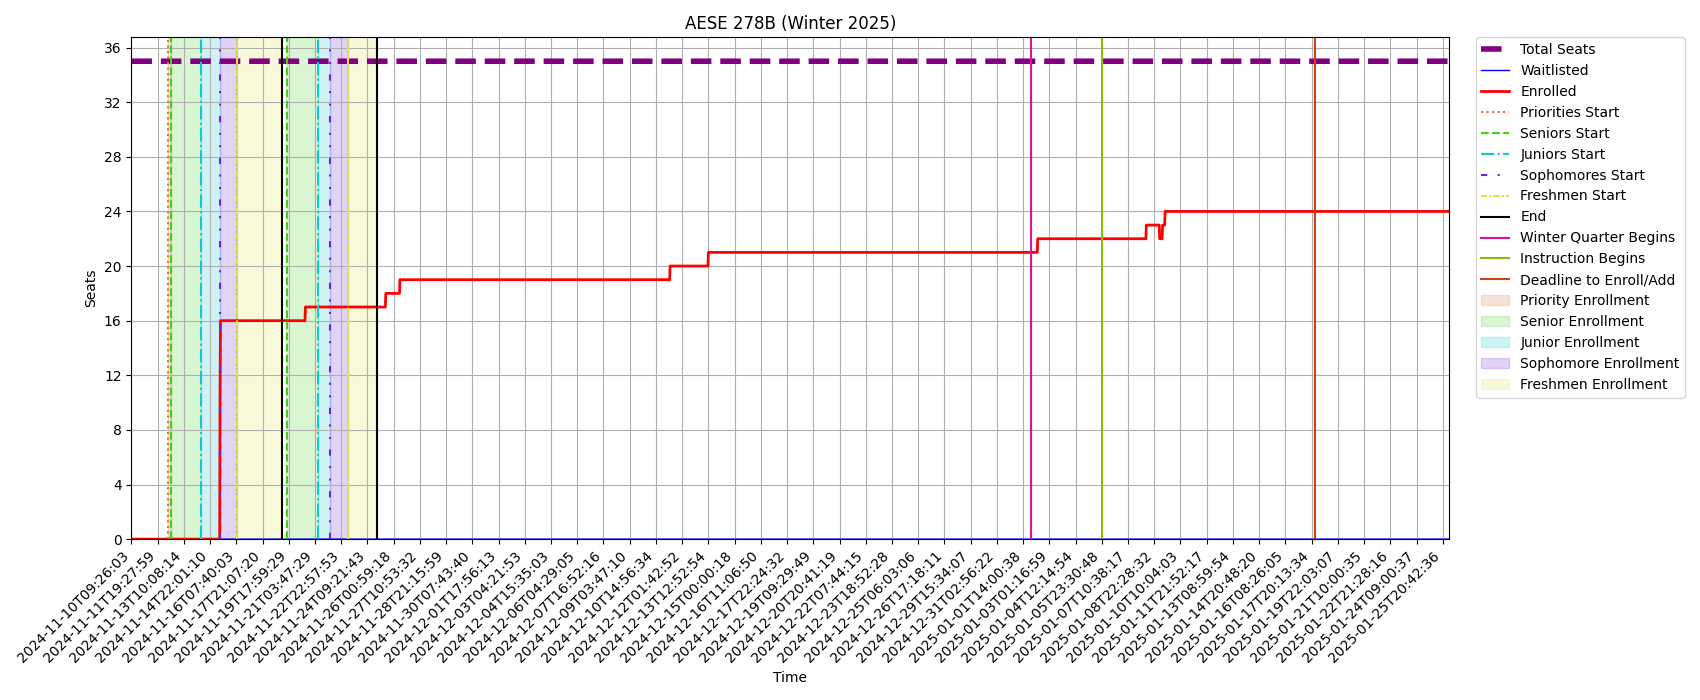 AESE 278B (Winter 2025)
Seats
36
32
28
24
20
16
12
8
4
0
2024-11-10T09:26:03
2024-11-11T19:27:59
2024-11-13T10:08:14
2024-11-14T22:01:10
2024-11-16T07:40:03
2024-11-17T21:07:20
2024-11-19T17:59:29
2024-11-21T03:47:29
2024-11-22T22:57:53
2024-11-24T09:21:43
2024-11-26T00:59:18
2024-11-27T10:53:32
2024-11-28T21:15:59
2024-11-30T07:43:40
2024-12-01T17:56:13
2024-12-03T04:21:53
2024-12-04T15:35:03
2024-12-06T04:29:05
2024-12-07T16:52:16
2024-12-09T03:47:10
2024-12-10T14:56:34
2024-12-12T01:42:52
2024-12-13T12:52:54
2024-12-15T00:00:18
2024-12-16T11:06:50
2024-12-17T22:24:32
2024-12-19T09:29:49
2024-12-20T20:41:19
2024-12-22T07:44:15
2024-12-23T18:52:28
2024-12-25T06:03:06
2024-12-26T17:18:11
2024-12-29T15:34:07
2024-12-31T02:56:22
2025-01-01T14:00:38
2025-01-03T01:16:59
2025-01-04T12:14:54
2025-01-05T23:30:48
2025-01-07T10:38:17
2025-01-08T22:28:32
2025-01-10T10:04:03
2025-01-11T21:52:17
2025-01-13T08:59:54
2025-01-14T20:48:20
2025-01-16T08:26:05
2025-01-17T20:13:34
2025-01-19T22:03:07
2025-01-21T10:00:35
2025-01-22T21:28:16
2025-01-24T09:00:37
2025-01-25T20:42:36
Time
Total Seats
Waitlisted
Enrolled
Priorities Start
Seniors Start
Juniors Start
Sophomores Start
Freshmen Start
End
Winter Quarter Begins
Instruction Begins
Deadline to Enroll/Add
Priority Enrollment
Senior Enrollment
Junior Enrollment
Sophomore Enrollment
Freshmen Enrollment